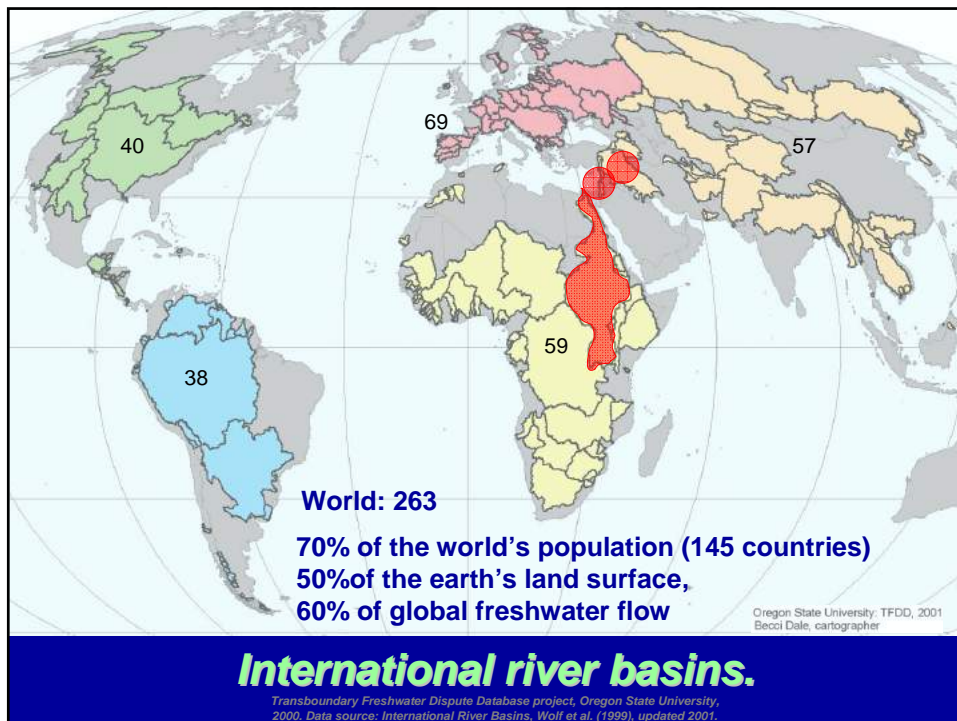 69
40
57
59
38
World: 263
70% of the world’s population (145 countries)
50%of the earth’s land surface,
60% of global freshwater flow
Oregon State University: TFDD, 2001
Becci Dale, cartographer
International river basins.
Transboundary Freshwater Dispute Database project, Oregon State University,
2000. Data source: International River Basins, Wolf et al. (1999), updated 2001.